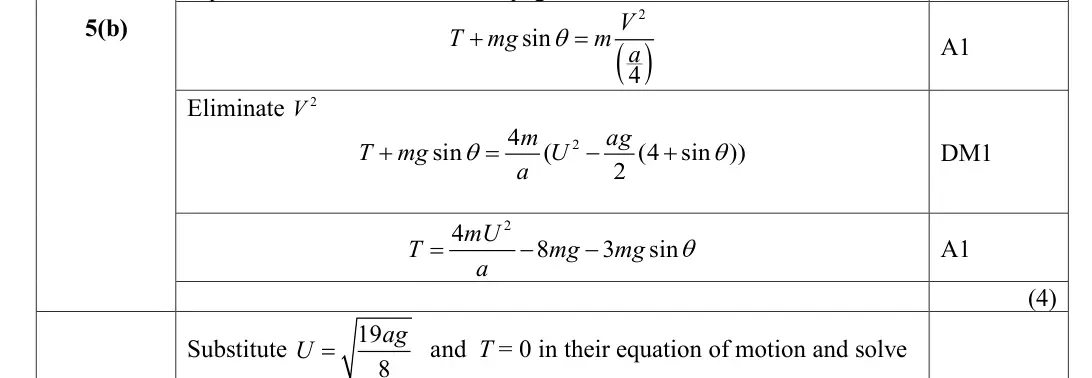 5(b)
T + mg sin θ = m V² / (a/4)
A1
Eliminate V²
T + mg sin θ = 4m/a (U² − ag/2 (4 + sin θ))
DM1
T = 4mU²/a − 8mg − 3mg sin θ
A1
(4)
Substitute U = √(19ag/8) and T = 0 in their equation of motion and solve